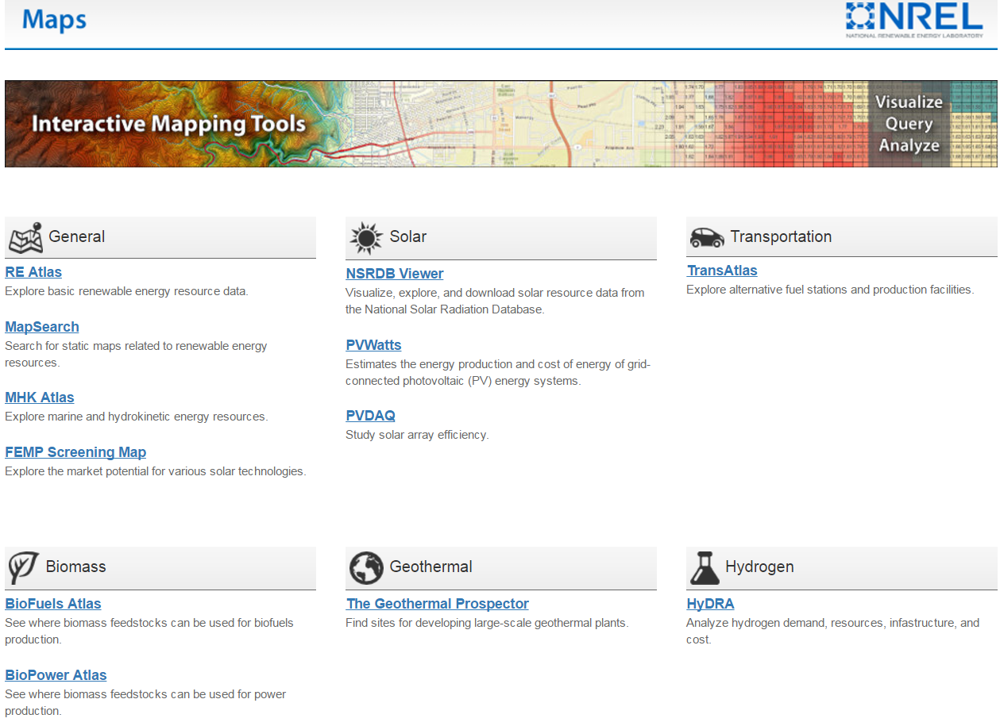 Maps
NREL
NATIONAL RENEWABLE ENERGY LABORATORY
Interactive Mapping Tools
Visualize
Query
Analyze
General
RE Atlas
Explore basic renewable energy resource data.
MapSearch
Search for static maps related to renewable energy
resources.
MHK Atlas
Explore marine and hydrokinetic energy resources.
FEMP Screening Map
Explore the market potential for various solar technologies.
Solar
NSRDB Viewer
Visualize, explore, and download solar resource data from
the National Solar Radiation Database.
PVWatts
Estimates the energy production and cost of energy of grid-
connected photovoltaic (PV) energy systems.
PVDAQ
Study solar array efficiency.
Transportation
TransAtlas
Explore alternative fuel stations and production facilities.
Biomass
BioFuels Atlas
See where biomass feedstocks can be used for biofuels
production.
BioPower Atlas
See where biomass feedstocks can be used for power
production.
Geothermal
The Geothermal Prospector
Find sites for developing large-scale geothermal plants.
Hydrogen
HyDRA
Analyze hydrogen demand, resources, infastructure, and
cost.